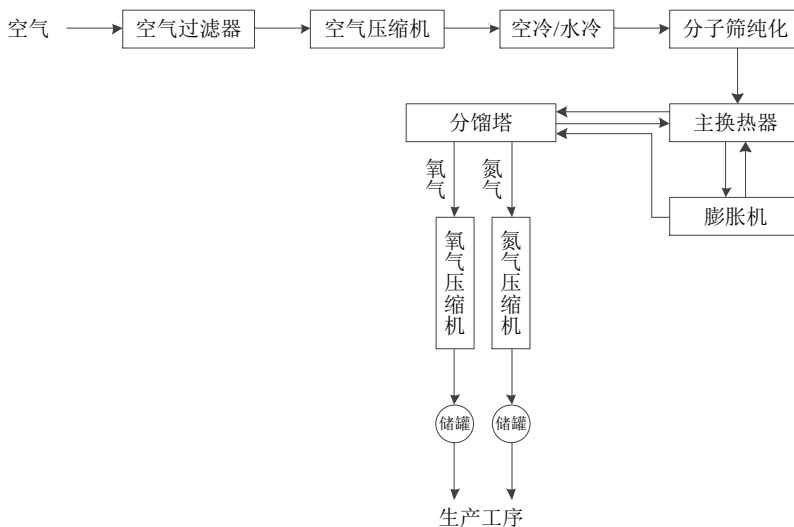 空气
空气过滤器
空气压缩机
空冷/水冷
分子筛纯化
分馏塔
主换热器
氧气
氮气
膨胀机
氧气压缩机
氮气压缩机
储罐
储罐
生产工序